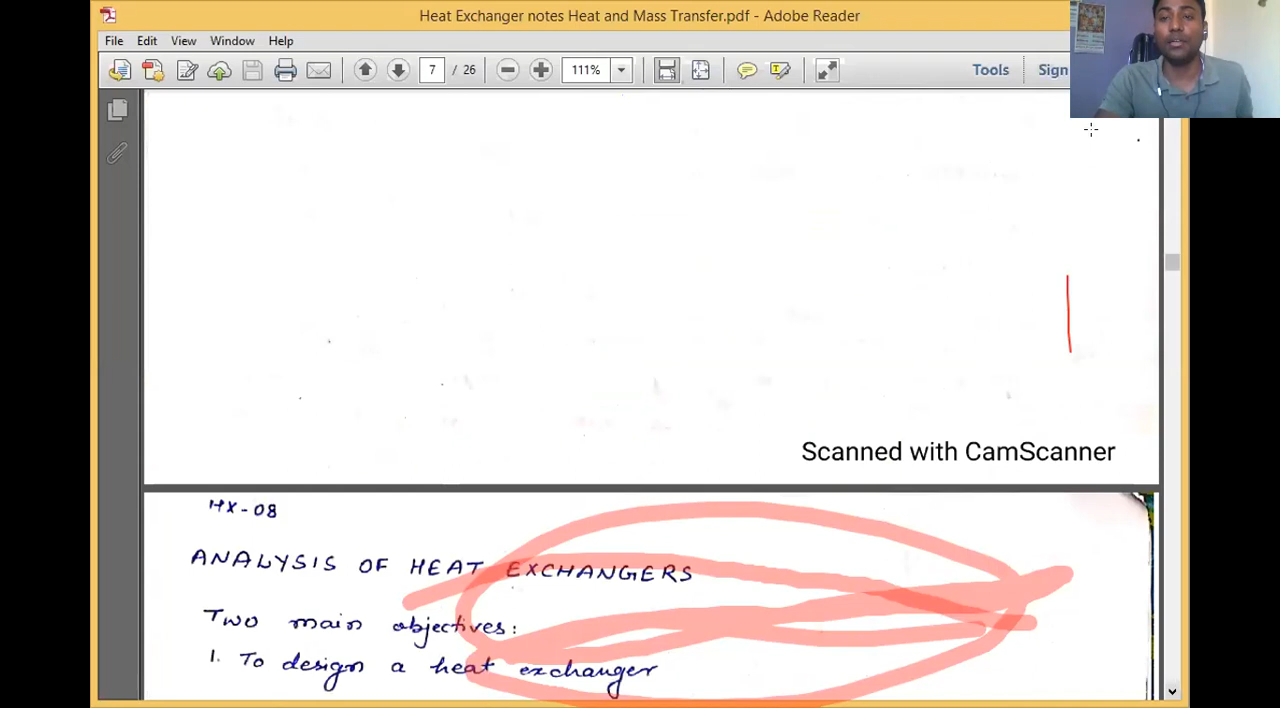 Heat Exchanger notes Heat and Mass Transfer.pdf - Adobe Reader
File Edit View Window Help
7 / 26 111% Tools Sign
Scanned with CamScanner
HX-08
ANALYSIS OF HEAT EXCHANGERS
Two main objectives:
1. To design a heat exchanger